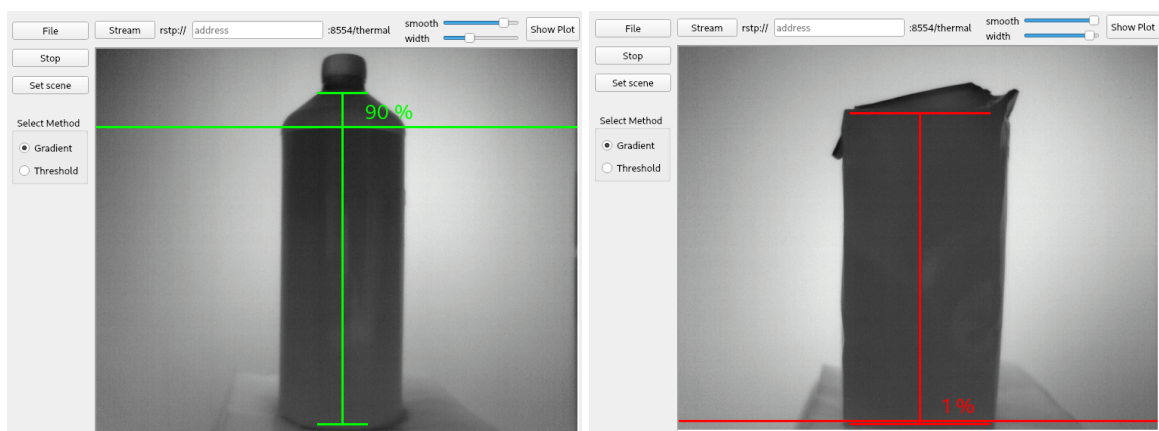 File Stream rstp:// address :8554/thermal smooth width Show Plot
Stop
Set scene
Select Method
Gradient
Threshold
90 %
File Stream rstp:// address :8554/thermal smooth width Show Plot
Stop
Set scene
Select Method
Gradient
Threshold
1 %